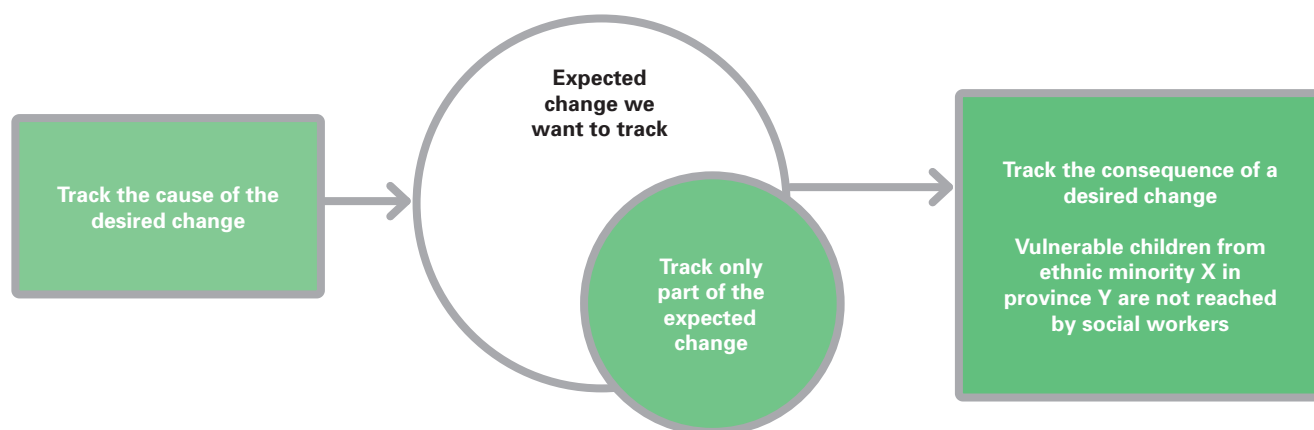 Track the cause of the
desired change
Expected
change we
want to track
Track only
part of the
expected
change
Track the consequence of a
desired change
Vulnerable children from
ethnic minority X in
province Y are not reached
by social workers